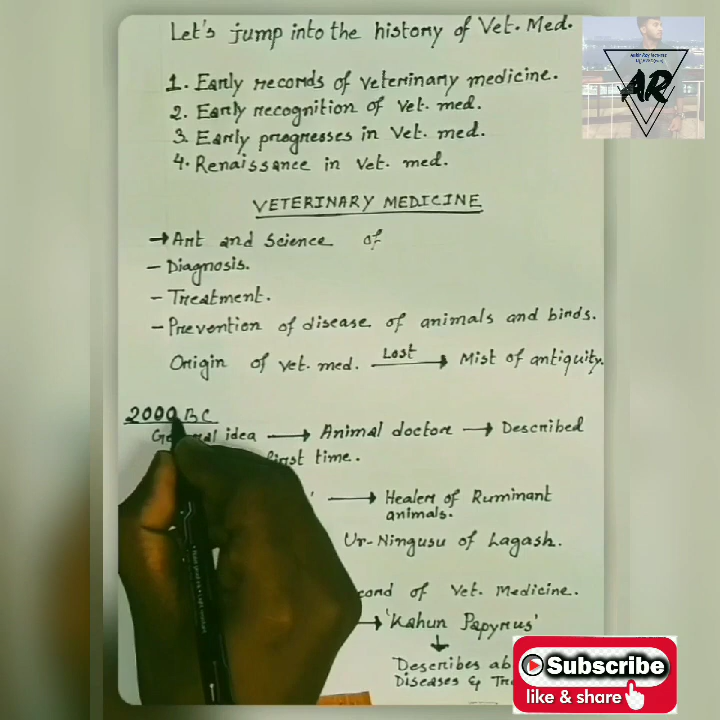 Let's jump into the history of Vet. Med.
1. Early records of veterinary medicine.
2. Early recognition of vet. med.
3. Early progresses in vet. med.
4. Renaissance in vet. med.
VETERINARY MEDICINE
→ Art and science of
- Diagnosis.
- Treatment.
- Prevention of disease of animals and birds.
Origin of vet. med. Lost → Mist of antiquity.
2000 BC
idea → Animal doctor → Described
first time.
→ Healer of Ruminant
animals.
Ur-Ningusu of Lagash.
of Vet. Medicine.
→ 'Kahun Papyrus'
↓
Describes
Diseases &
AR
Subscribe
like & share